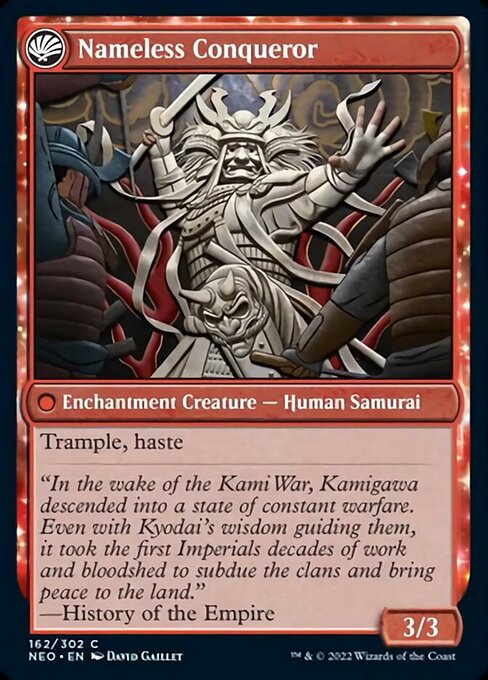 Nameless Conqueror
Enchantment Creature — Human Samurai
Trample, haste
“In the wake of the Kami War, Kamigawa
descended into a state of constant warfare.
Even with Kyodai’s wisdom guiding them,
it took the first Imperials decades of work
and bloodshed to subdue the clans and bring
peace to the land.”
—History of the Empire
3/3
162/302 C
NEO • EN David Gaillet
™ & © 2022 Wizards of the Coast